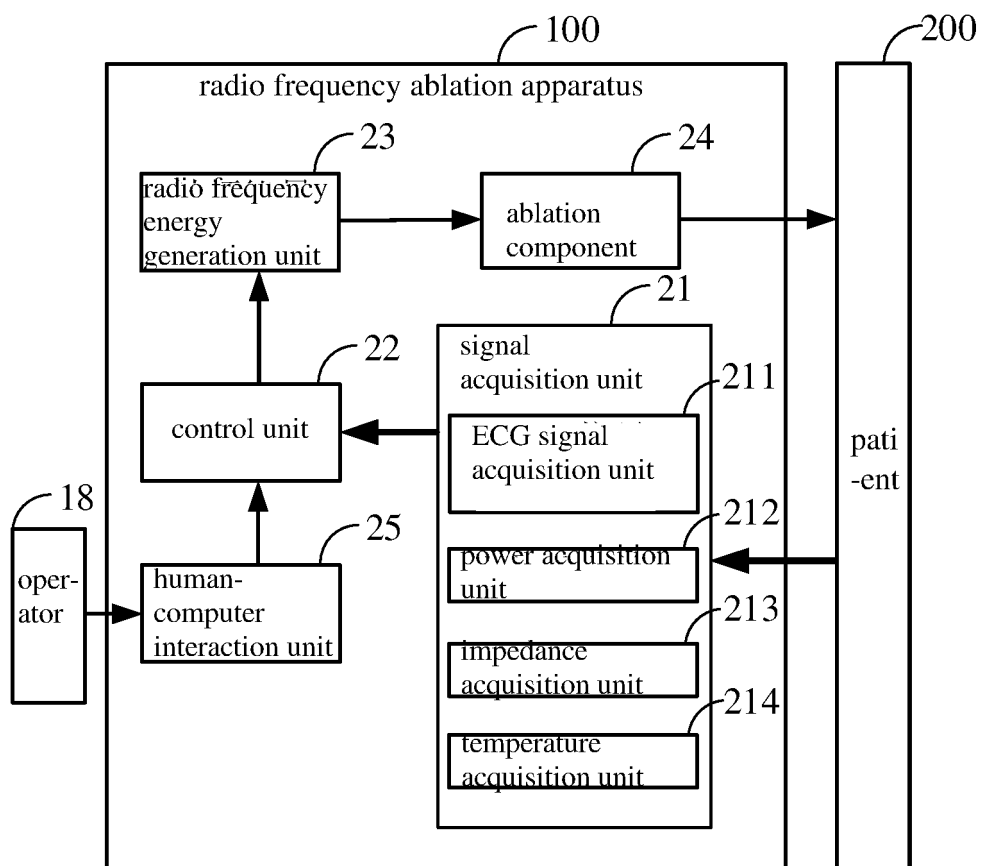 100
200
radio frequency ablation apparatus
23
24
radio frequency
energy
generation unit
ablation
component
21
signal
acquisition unit
22
control unit
211
ECG signal
acquisition unit
pati
-ent
18
oper-
ator
25
human-
computer
interaction unit
212
power acquisition
unit
213
impedance
acquisition unit
214
temperature
acquisition unit